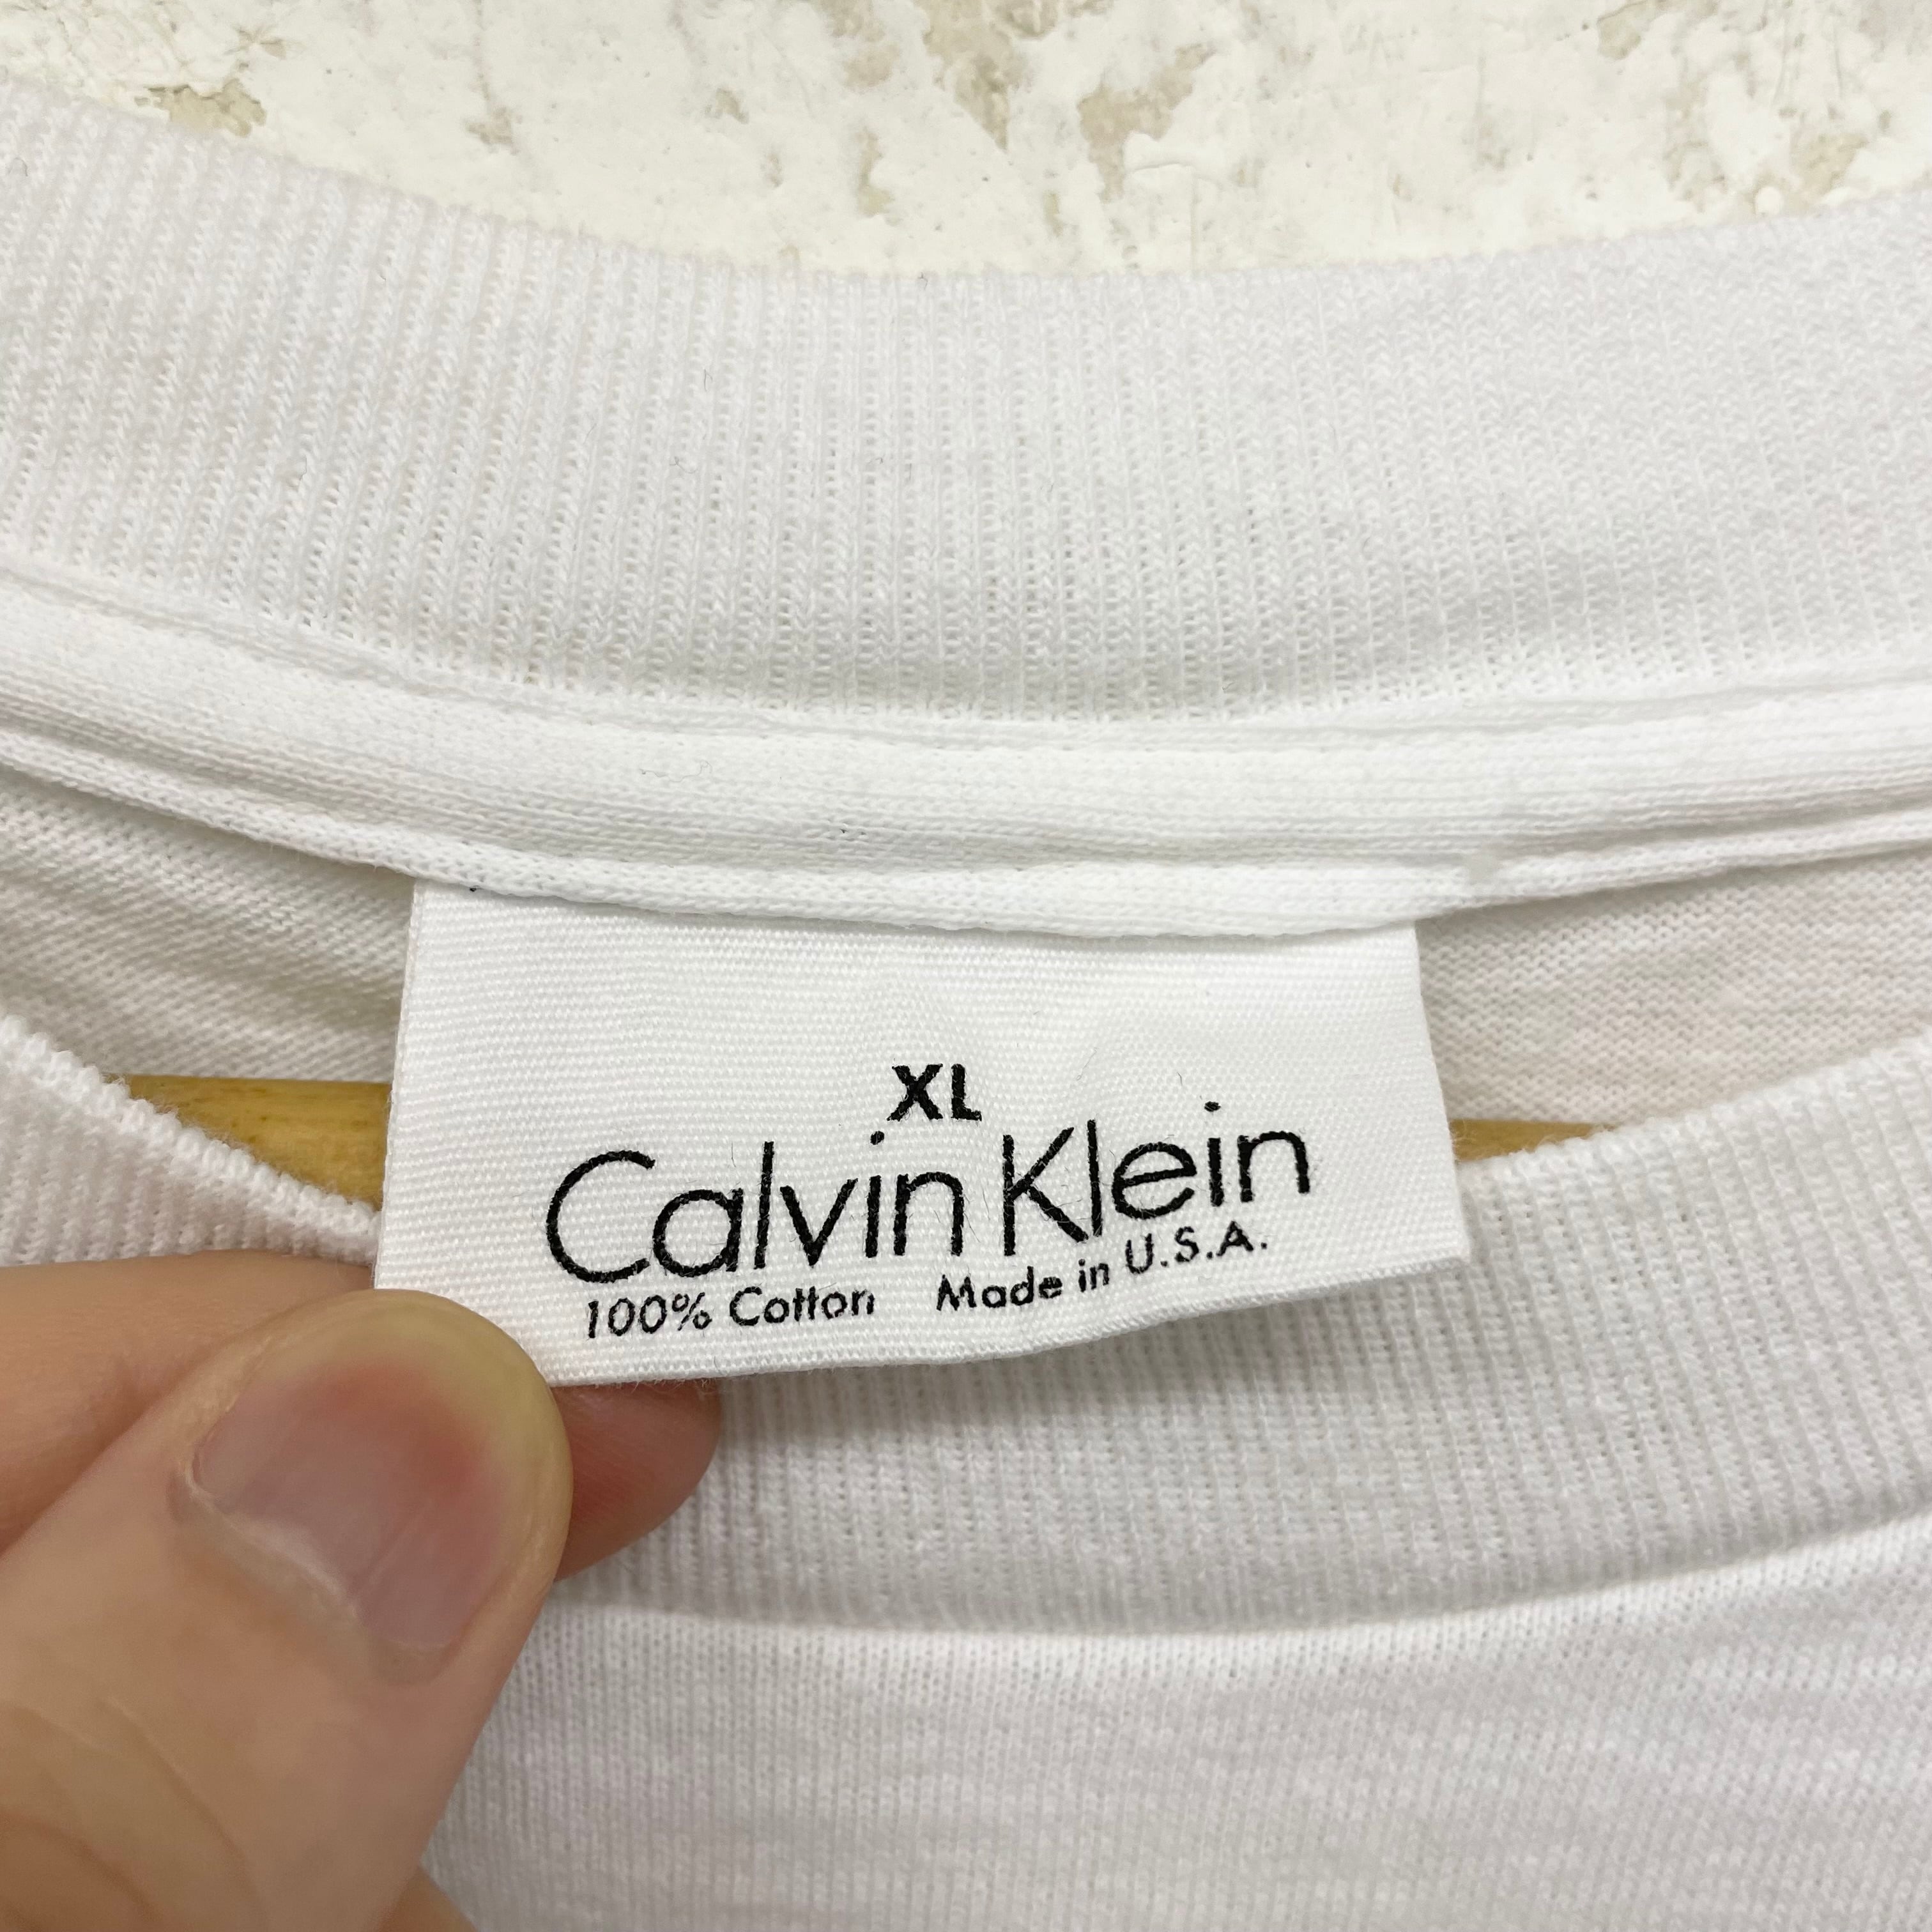 XL
Calvin Klein
100% Cotton Made in U.S.A.